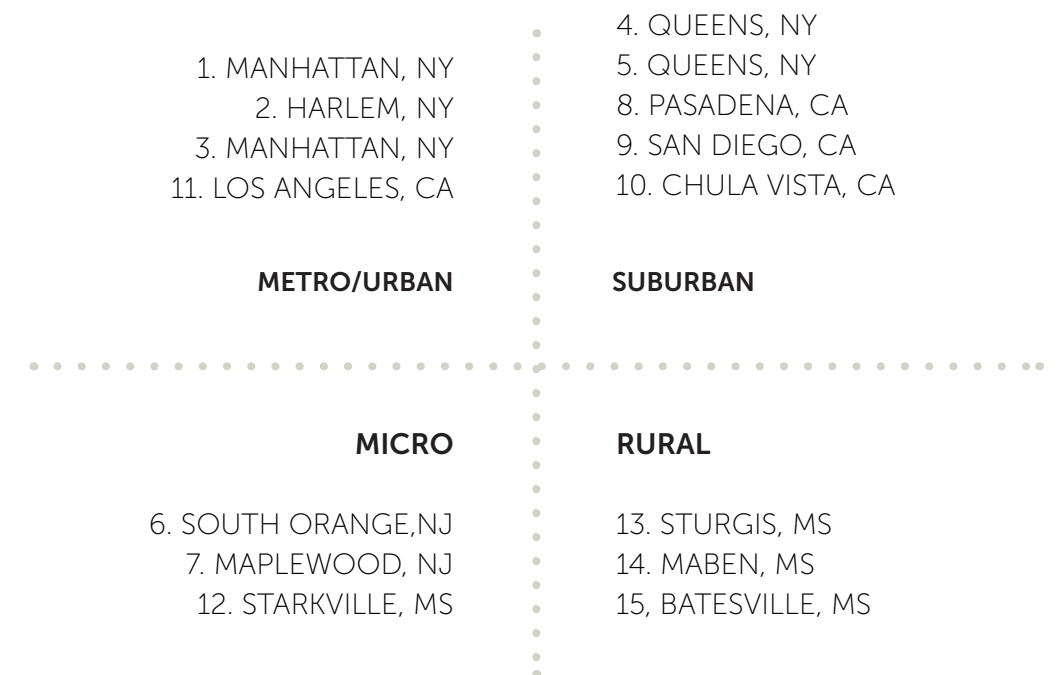 1. MANHATTAN, NY
2. HARLEM, NY
3. MANHATTAN, NY
11. LOS ANGELES, CA
METRO/URBAN
4. QUEENS, NY
5. QUEENS, NY
8. PASADENA, CA
9. SAN DIEGO, CA
10. CHULA VISTA, CA
SUBURBAN
MICRO
6. SOUTH ORANGE,NJ
7. MAPLEWOOD, NJ
12. STARKVILLE, MS
RURAL
13. STURGIS, MS
14. MABEN, MS
15, BATESVILLE, MS